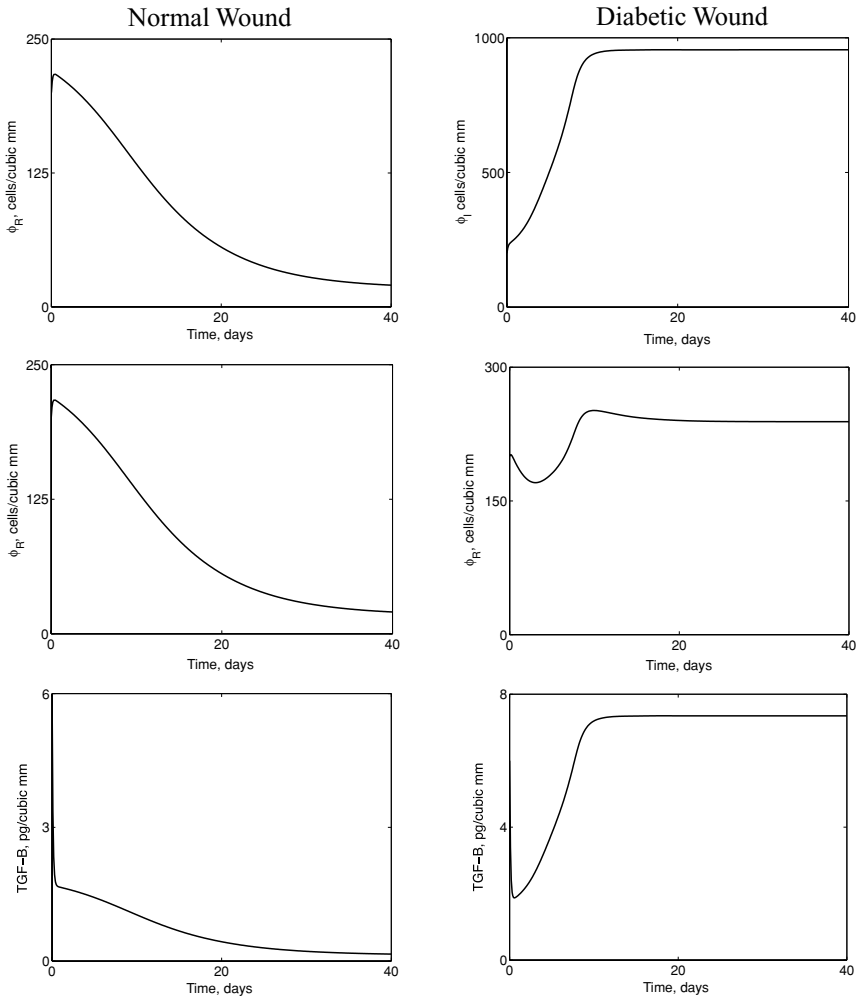 Normal Wound
Diabetic Wound
250
125
0
0
20
40
ϕR, cells/cubic mm
Time, days
1000
500
0
0
20
40
ϕI cells/cubic mm
Time, days
250
125
0
0
20
40
ϕR, cells/cubic mm
Time, days
300
150
0
0
20
40
ϕR, cells/cubic mm
Time, days
6
3
0
0
20
40
TGF−B, pg/cubic mm
Time, days
8
4
0
0
20
40
TGF−B, pg/cubic mm
Time, days